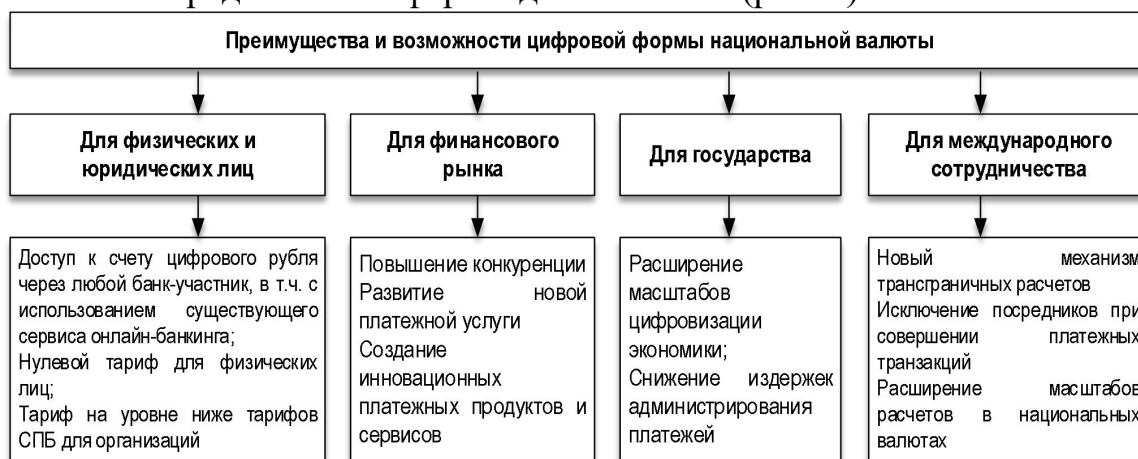 Преимущества и возможности цифровой формы национальной валюты
Для физических и
юридических лиц
Для финансового
рынка
Для государства
Для международного
сотрудничества
Доступ к счету цифрового рубля
через любой банк-участник, в т.ч. с
использованием существующего
сервиса онлайн-банкинга;
Нулевой тариф для физических
лиц;
Тариф на уровне ниже тарифов
СПБ для организаций
Повышение конкуренции
Развитие новой
платежной услуги
Создание
инновационных
платежных продуктов и
сервисов
Расширение
масштабов
цифровизации
экономики;
Снижение издержек
администрирования
платежей
Новый механизм
трансграничных расчетов
Исключение посредников при
совершении платежных
транзакций
Расширение масштабов
расчетов в национальных
валютах